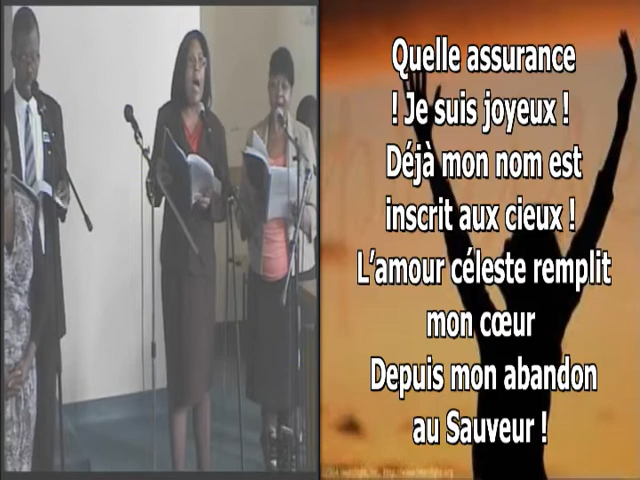 Quelle assurance
! Je suis joyeux !
Déjà mon nom est
inscrit aux cieux !
L'amour céleste remplit
mon cœur
Depuis mon abandon
au Sauveur !